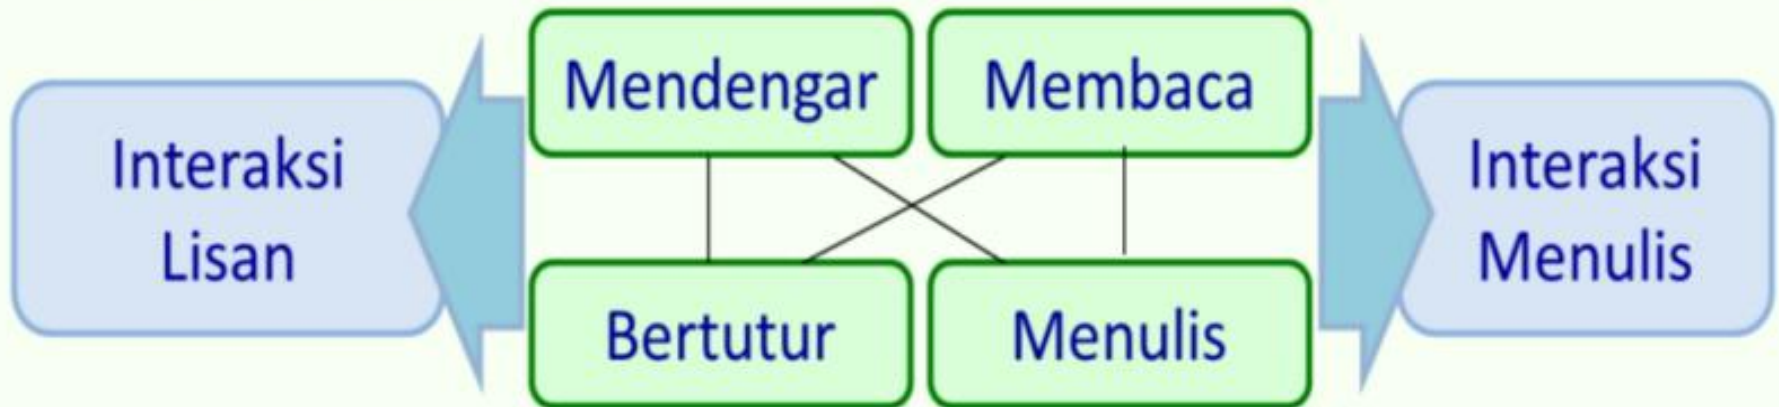 Mendengar
Membaca
Interaksi
Lisan
Interaksi
Menulis
Bertutur
Menulis